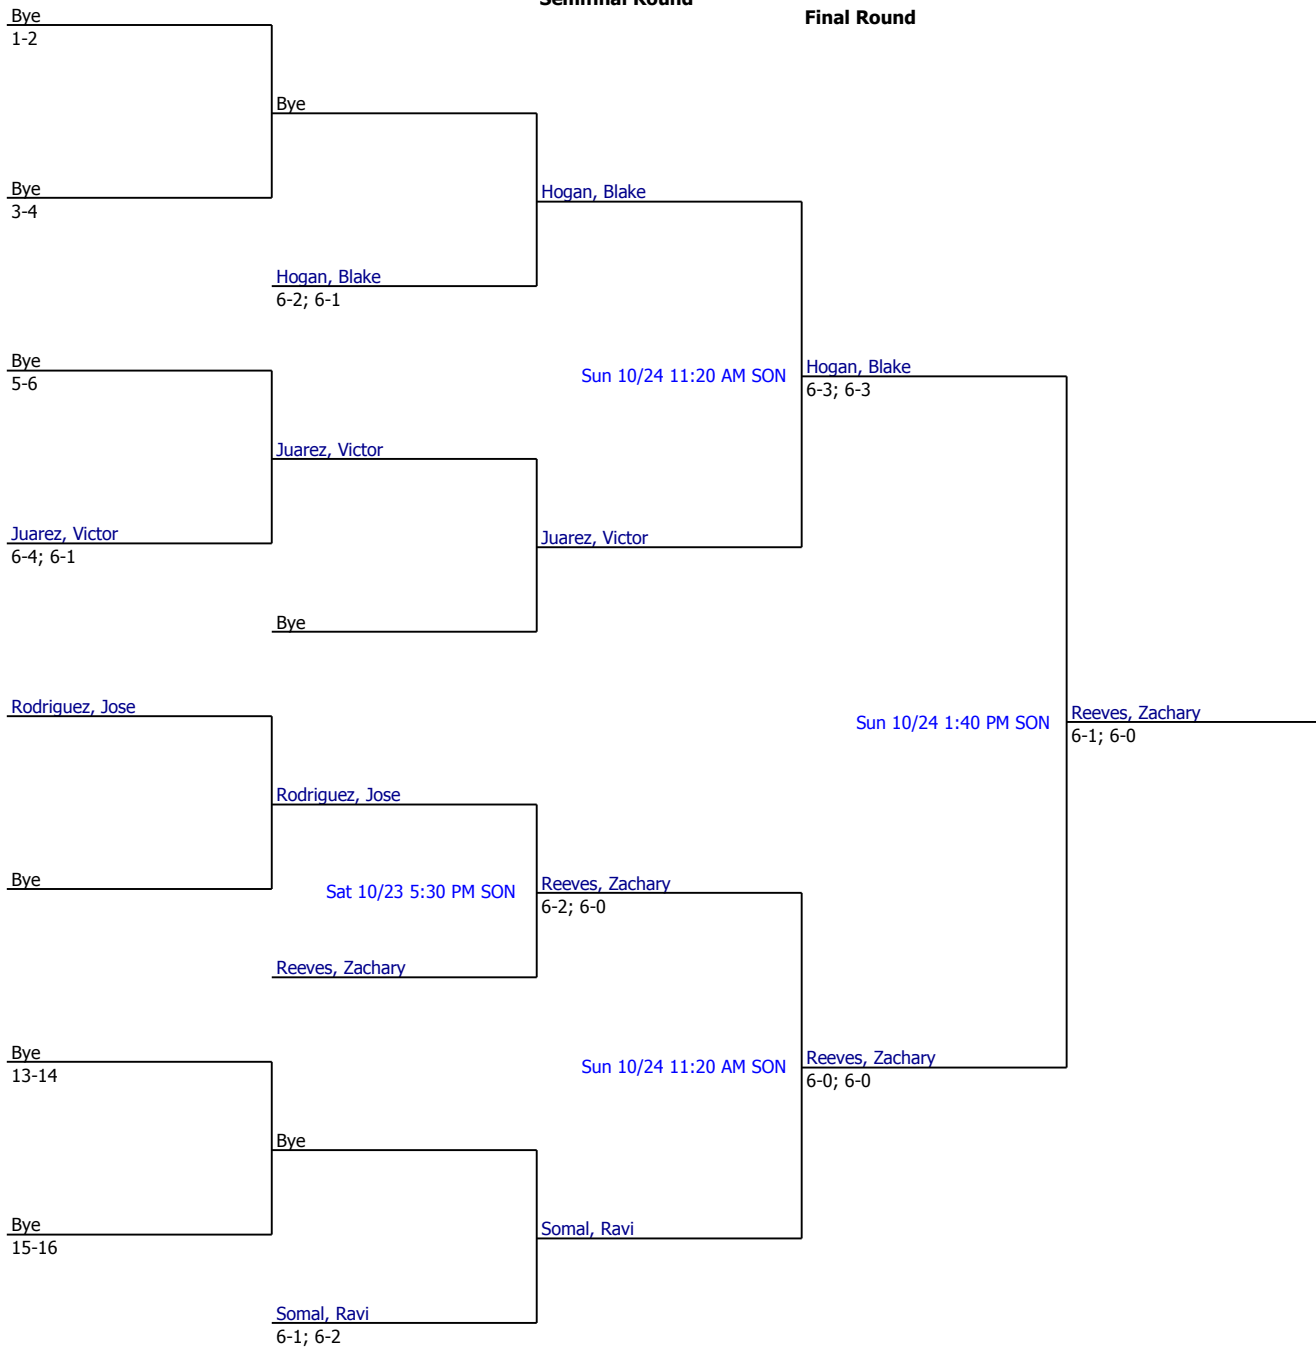 Semifinal Round
Final Round
Bye
1-2
Bye
Bye
3-4
Hogan, Blake
Hogan, Blake
6-2; 6-1
Bye
5-6
Sun 10/24 11:20 AM SON
Hogan, Blake
6-3; 6-3
Juarez, Victor
Juarez, Victor
6-4; 6-1
Juarez, Victor
Bye
Rodriguez, Jose
Sun 10/24 1:40 PM SON
Reeves, Zachary
6-1; 6-0
Rodriguez, Jose
Bye
Sat 10/23 5:30 PM SON
Reeves, Zachary
6-2; 6-0
Reeves, Zachary
Bye
13-14
Sun 10/24 11:20 AM SON
Reeves, Zachary
6-0; 6-0
Bye
Bye
15-16
Somal, Ravi
Somal, Ravi
6-1; 6-2